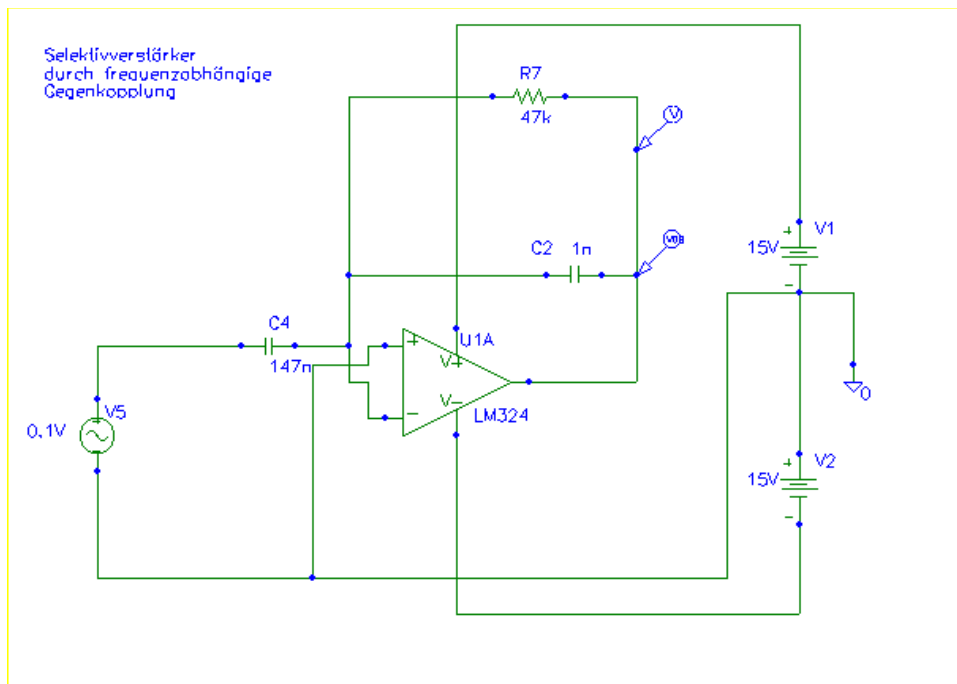 Selektivverstärker
durch frequenzabhängige
Gegenkopplung
R7
47k
V
C2 1n
VDB
V1
+
15V
-
C4
147n
U1A
+
V+
V-
-
LM324
0
V5
0,1V
V2
+
15V
-